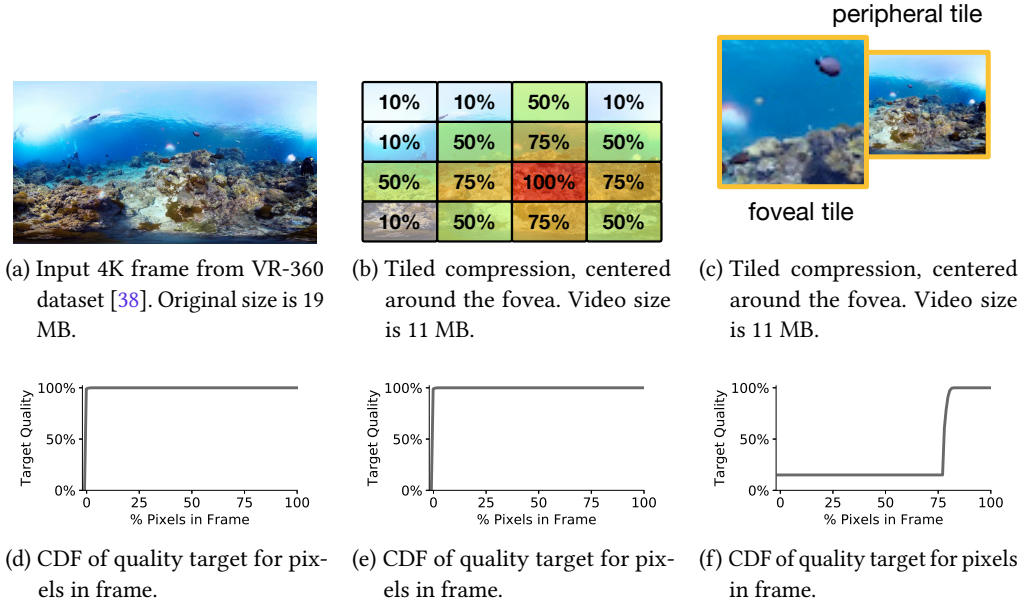 peripheral tile
10% 10% 50% 10%
10% 50% 75% 50%
50% 75% 100% 75%
10% 50% 75% 50%
foveal tile
(a) Input 4K frame from VR-360
dataset [38]. Original size is 19
MB.
(b) Tiled compression, centered
around the fovea. Video size
is 11 MB.
(c) Tiled compression, centered
around the fovea. Video size
is 11 MB.
Target Quality
100%
50%
0%
0 25 50 75 100
% Pixels in Frame
Target Quality
100%
50%
0%
0 25 50 75 100
% Pixels in Frame
Target Quality
100%
50%
0%
0 25 50 75 100
% Pixels in Frame
(d) CDF of quality target for pix-
els in frame.
(e) CDF of quality target for pix-
els in frame.
(f) CDF of quality target for pixels
in frame.